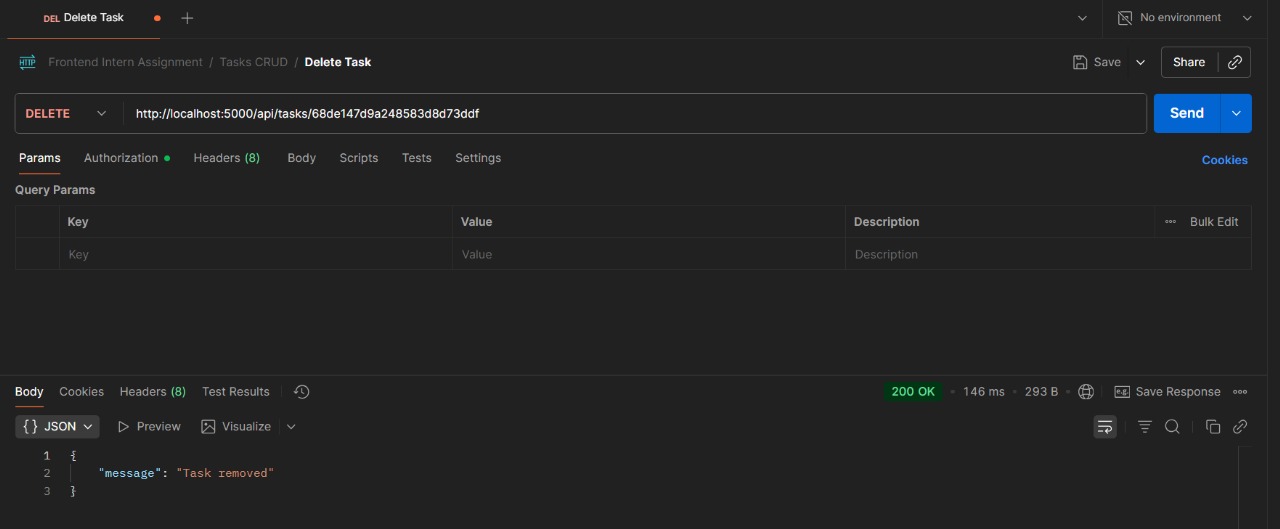 DEL Delete Task
No environment
HTTP Frontend Intern Assignment / Tasks CRUD / Delete Task
Save
Share
DELETE http://localhost:5000/api/tasks/68de147d9a248583d8d73ddf
Send
Params Authorization Headers (8) Body Scripts Tests Settings
Cookies
Query Params
Key Value Description Bulk Edit
Key Value Description
Body Cookies Headers (8) Test Results
200 OK 146 ms 293 B e.g. Save Response
{} JSON Preview Visualize
1 {
2 "message": "Task removed"
3 }